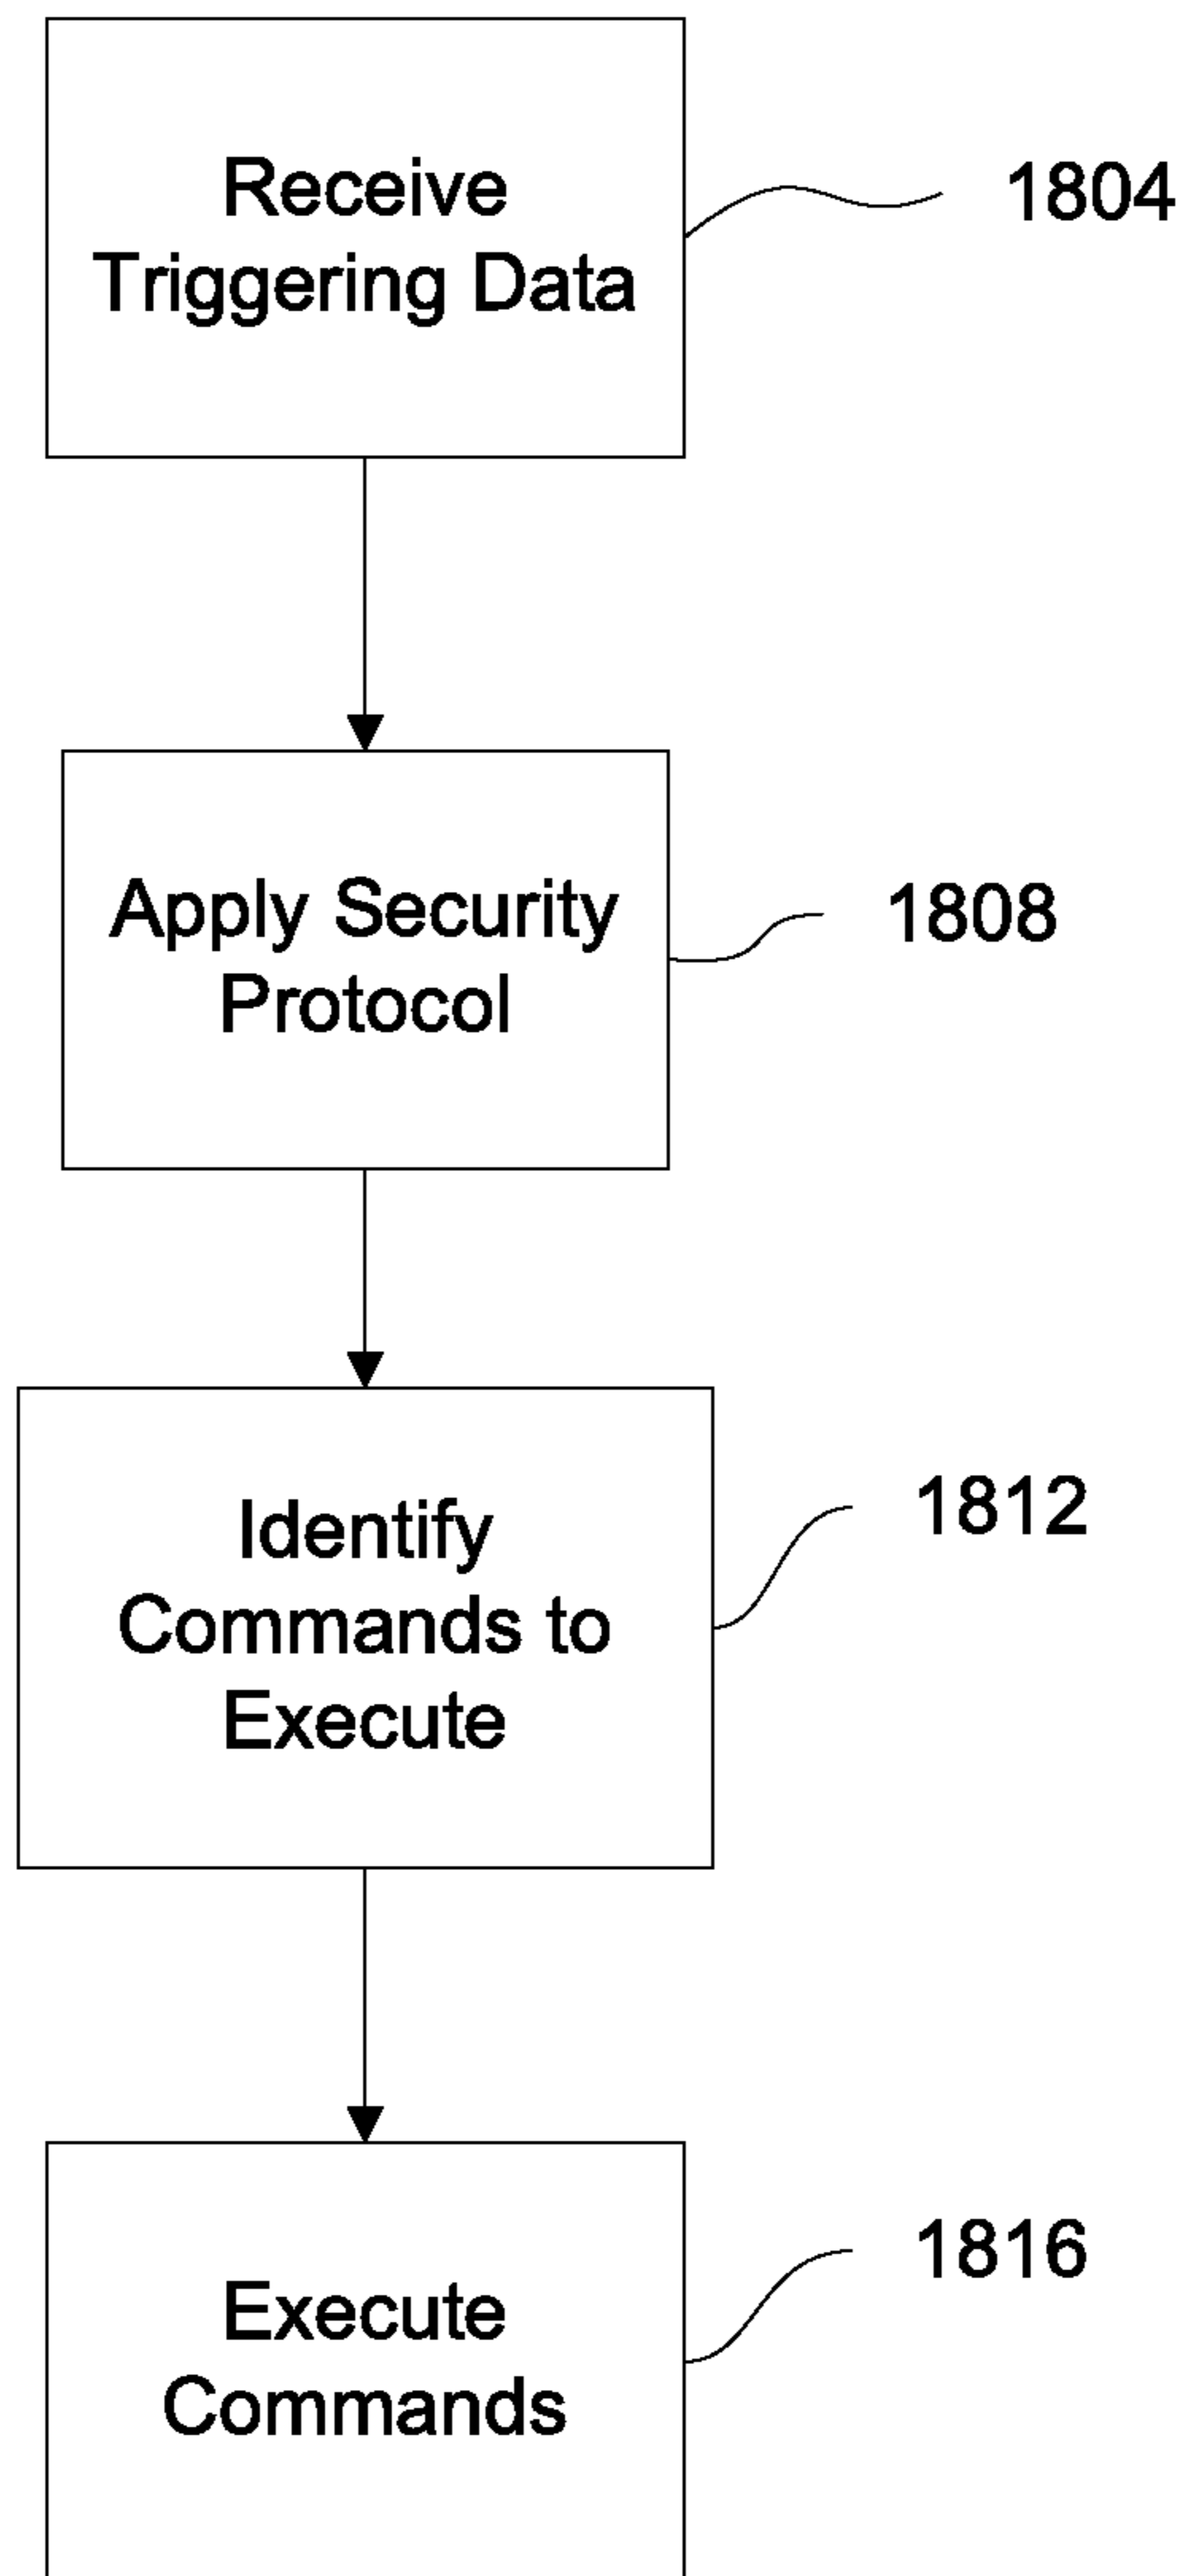 Receive
Triggering Data
1804
Apply Security
Protocol
1808
Identify
Commands to
Execute
1812
Execute
Commands
1816